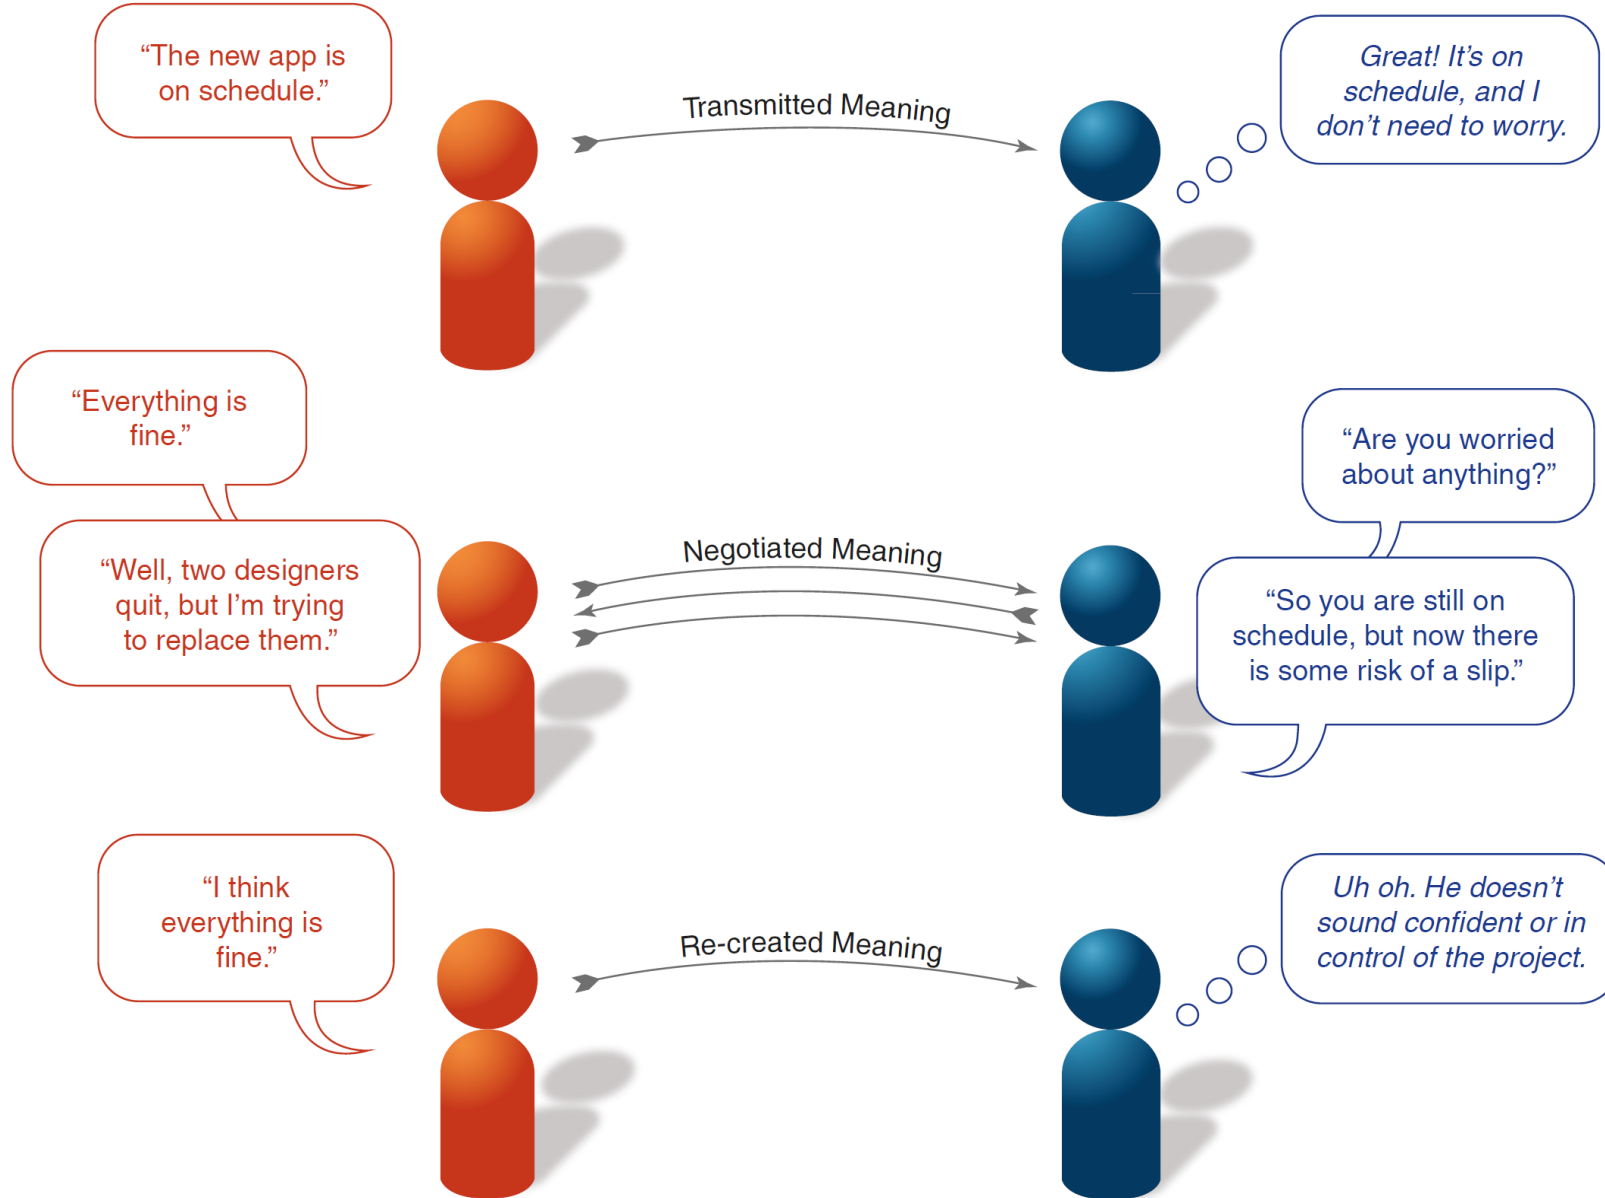 “The new app is
on schedule.”
Transmitted Meaning
Great! It’s on
schedule, and I
don’t need to worry.
“Everything is
fine.”
“Are you worried
about anything?”
“Well, two designers
quit, but I’m trying
to replace them.”
Negotiated Meaning
“So you are still on
schedule, but now there
is some risk of a slip.”
“I think
everything is
fine.”
Re-created Meaning
Uh oh. He doesn’t
sound confident or in
control of the project.